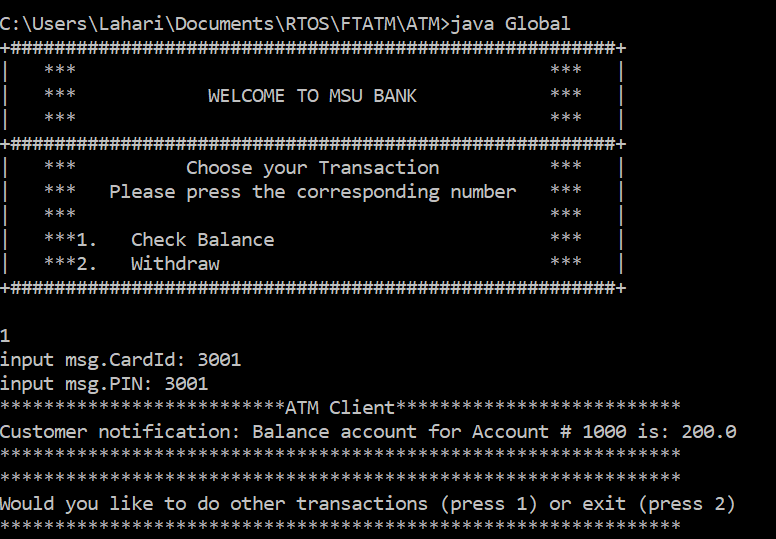 C:\Users\Lahari\Documents\RTOS\FTATM\ATM>java Global
+#######################################################+
|   ***                                           ***   |
|   ***            WELCOME TO MSU BANK            ***   |
|   ***                                           ***   |
+#######################################################+
|   ***          Choose your Transaction          ***   |
|   ***   Please press the corresponding number   ***   |
|   ***                                           ***   |
|   ***1.   Check Balance                         ***   |
|   ***2.   Withdraw                              ***   |
+#######################################################+
1
input msg.CardId: 3001
input msg.PIN: 3001
**************************ATM Client**************************
Customer notification: Balance account for Account # 1000 is: 200.0
**************************************************************
**************************************************************
Would you like to do other transactions (press 1) or exit (press 2)
**************************************************************